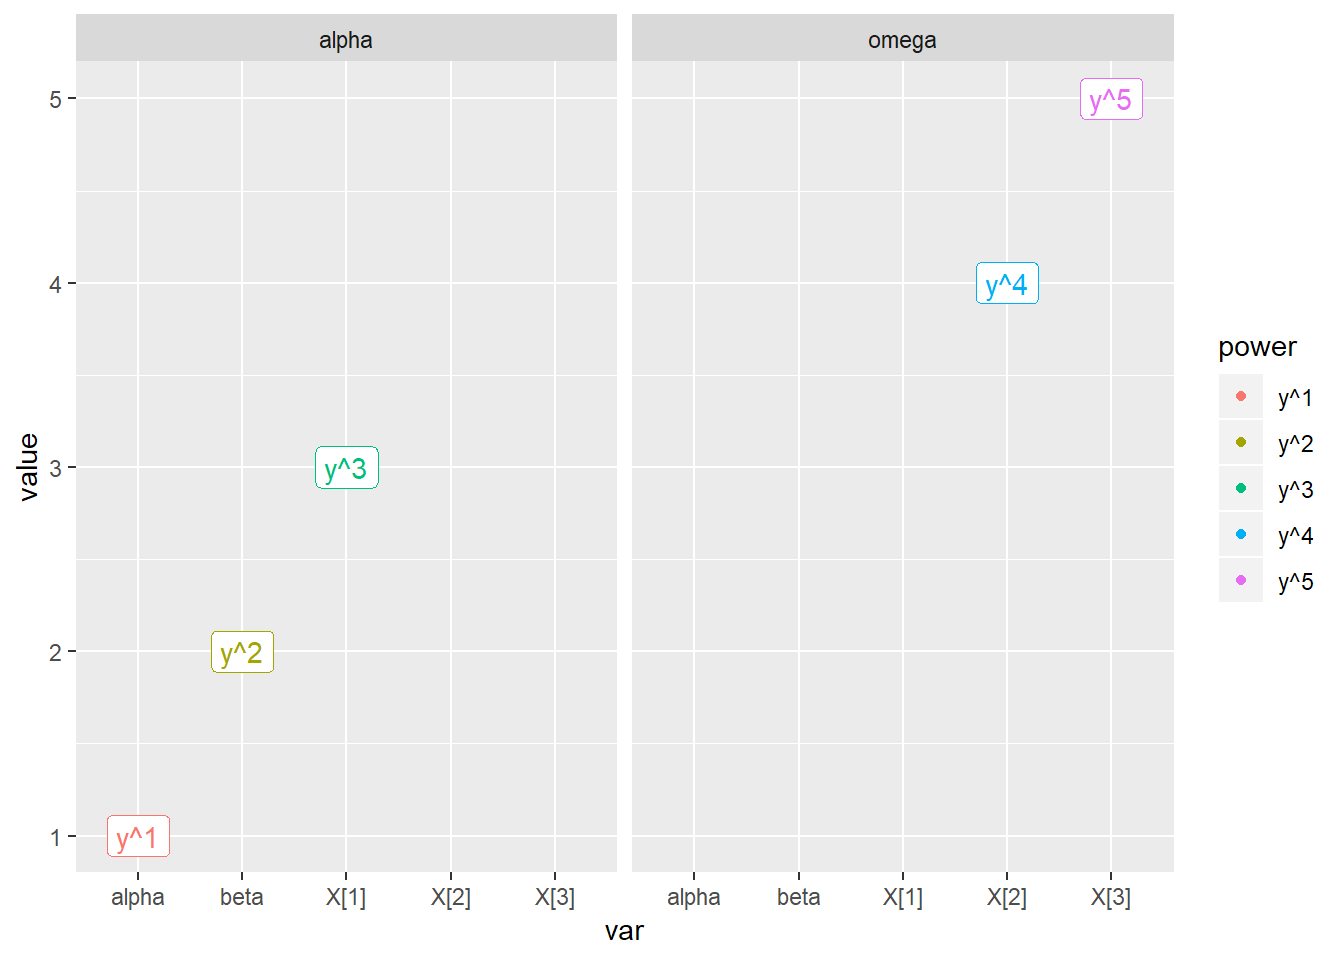 alpha omega
5
4
3
2
1
value
y^5
y^4
y^3
y^2
y^1
alpha beta X[1] X[2] X[3] alpha beta X[1] X[2] X[3]
var
power
y^1
y^2
y^3
y^4
y^5